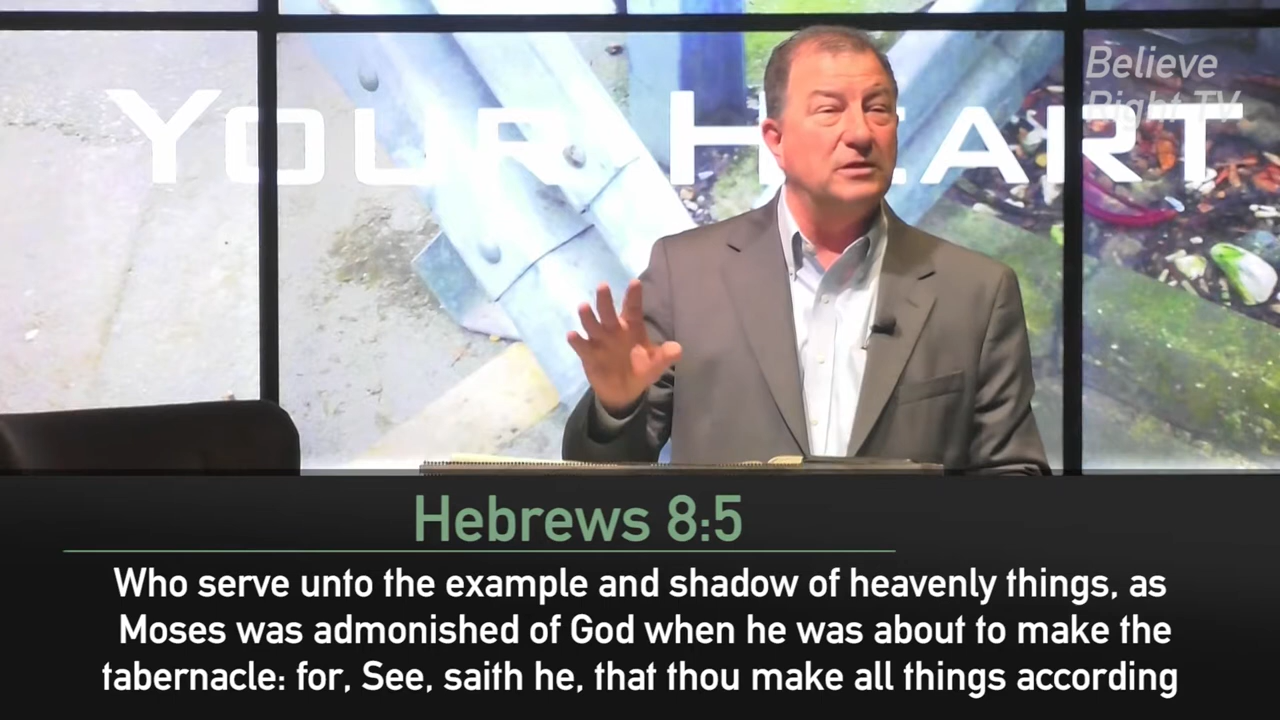 Believe
Right TV
YOUR HEART
Hebrews 8:5
Who serve unto the example and shadow of heavenly things, as
Moses was admonished of God when he was about to make the
tabernacle: for, See, saith he, that thou make all things according